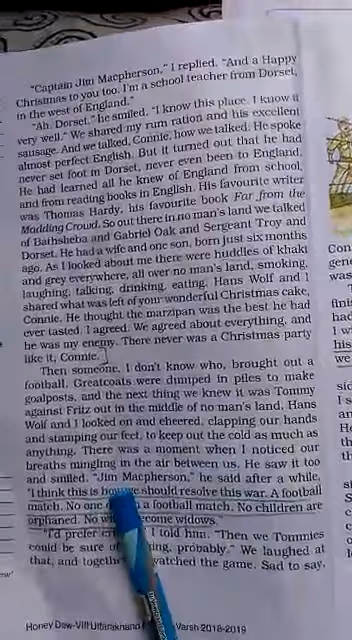 "Captain Jim Macpherson," I replied. "And a Happy
Christmas to you too. I'm a school teacher from Dorset,
in the west of England."
"Ah, Dorset," he smiled. "I know this place. I know it
very well." We shared my rum ration and his excellent
sausage. And we talked, Connie, how we talked. He spoke
almost perfect English. But it turned out that he had
never set foot in Dorset, never even been to England.
He had learned all he knew of England from school,
and from reading books in English. His favourite writer
was Thomas Hardy, his favourite book Far from the
Madding Crowd. So out there in no man's land we talked
of Bathsheba and Gabriel Oak and Sergeant Troy and
Dorset. He had a wife and one son, born just six months
ago. As I looked about me there were huddles of khaki
and grey everywhere, all over no man's land, smoking,
laughing, talking, drinking, eating. Hans Wolf and I
shared what was left of your wonderful Christmas cake,
Connie. He thought the marzipan was the best he had
ever tasted. I agreed. We agreed about everything, and
he was my enemy. There never was a Christmas party
like it, Connie.
Then someone, I don't know who, brought out a
football. Greatcoats were dumped in piles to make
goalposts, and the next thing we knew it was Tommy
against Fritz out in the middle of no man's land. Hans
Wolf and I looked on and cheered, clapping our hands
and stamping our feet, to keep out the cold as much as
anything. There was a moment when I noticed our
breaths mingling in the air between us. He saw it too
and smiled. "Jim Macpherson," he said after a while,
"I think this is how we should resolve this war. A football
match. No one a football match. No children are
orphaned. No become widows."
"I'd prefer I told him. "Then we Tommies
could be sure of probably." We laughed at
that, and watched the game. Sad to say,
Honey Dew-VIII Uttarakhand Varsh 2018-2019
Con
gene
was
T
finis
had
I w
his
we